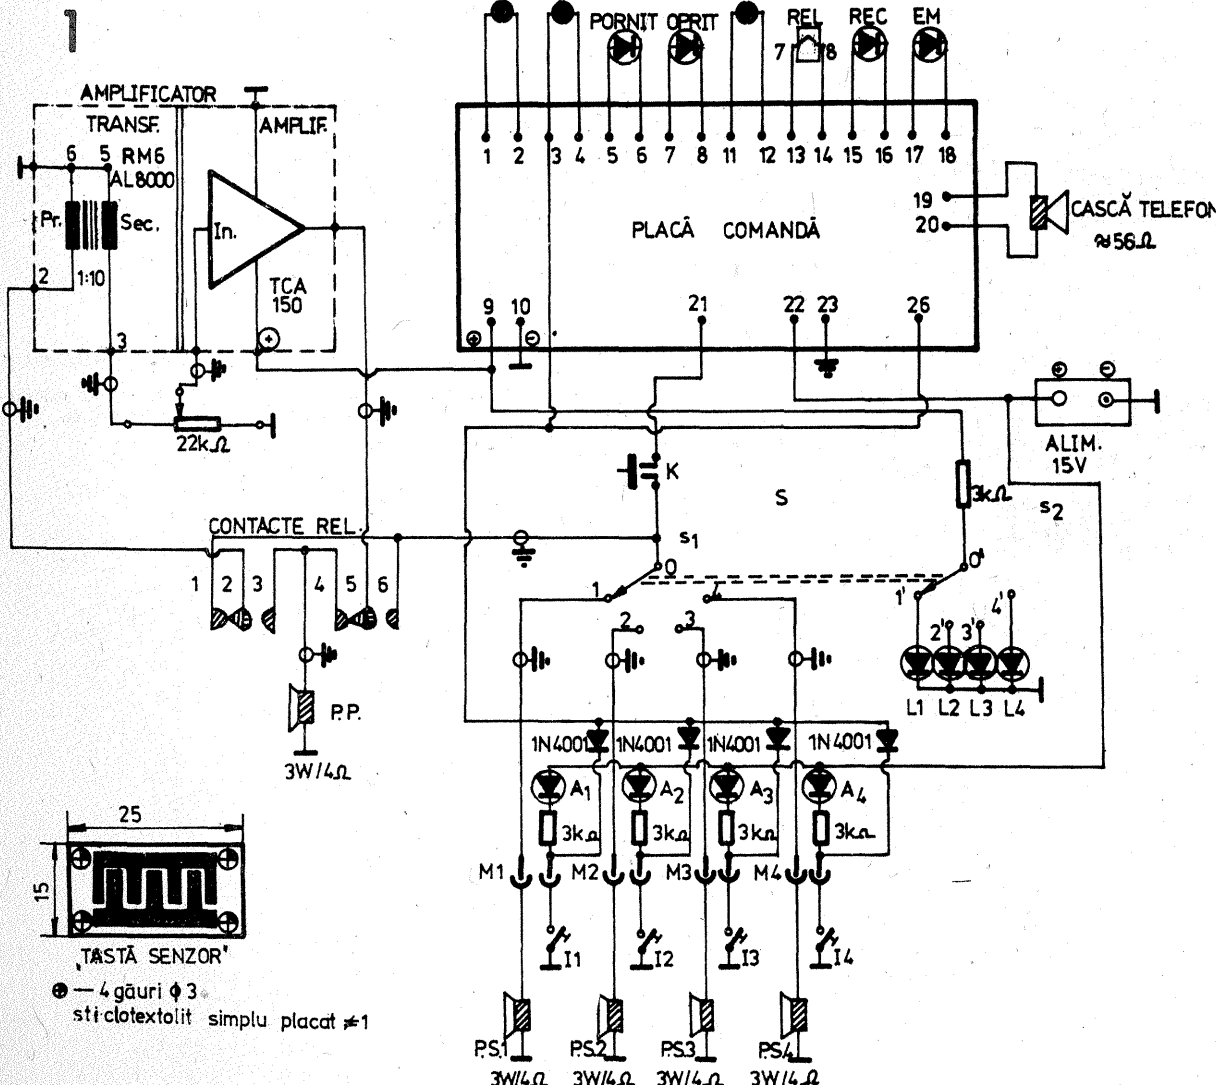 1
PORNIT OPRIT REL REC EM
7 8
AMPLIFICATOR
TRANSF. AMPLIF.
6 5 RM6
AL8000
Pr. Sec. In.
2 1:10
TCA
150
3
22kΩ
1 2 3 4 5 6 7 8 11 12 13 14 15 16 17 18
19
20
CASCĂ TELEFON
≈56Ω
PLACĂ COMANDĂ
9 10 21 22 23 26
ALIM.
15V
K
S
3kΩ
s2
CONTACTE REL.
s1
1 2 3 4 5 6
0 0'
1 2 3 4
1' 2' 3' 4'
L1 L2 L3 L4
P.P.
3W/4Ω
1N4001 1N4001 1N4001 1N4001
A1 A2 A3 A4
3kΩ 3kΩ 3kΩ 3kΩ
M1 M2 M3 M4
I1 I2 I3 I4
P.S.1 P.S.2 P.S.3 P.S.4
3W/4Ω 3W/4Ω 3W/4Ω 3W/4Ω
25
15
"TASTĂ SENZOR"
— 4 găuri ϕ 3
sticlotextolit simplu placat ≠1